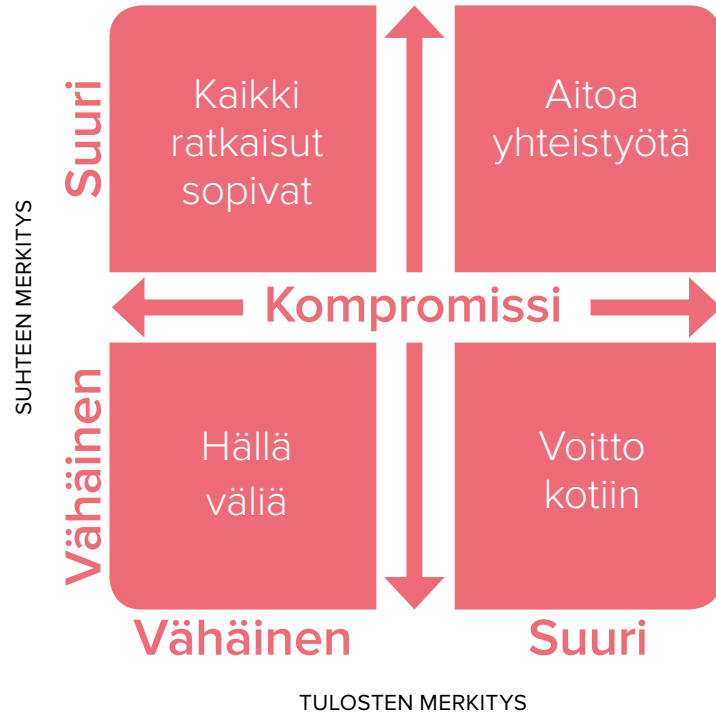 SUHTEEN MERKITYS
Suuri
Kaikki
ratkaisut
sopivat
Aitoa
yhteistyötä
Kompromissi
Vähäinen
Hällä
väliä
Voitto
kotiin
Vähäinen
Suuri
TULOSTEN MERKITYS